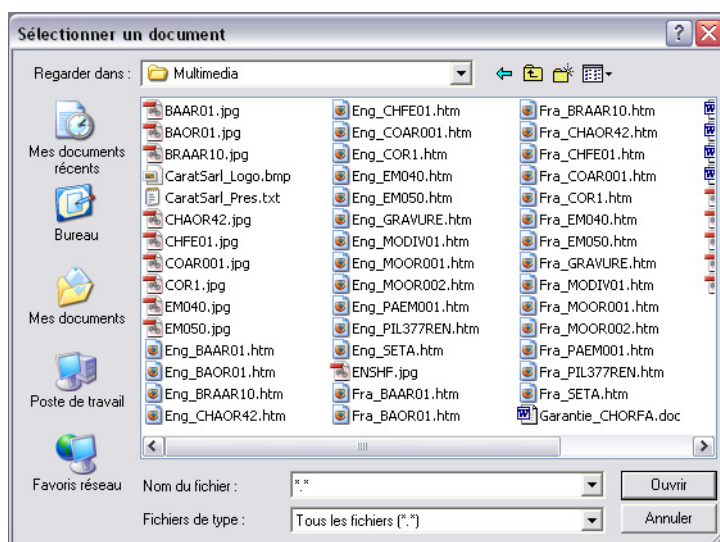 Sélectionner un document
Regarder dans :
Multimedia
Mes documents
récents
Bureau
Mes documents
Poste de travail
Favoris réseau
BAAR01.jpg
BAOR01.jpg
BRAAR10.jpg
CaratSarl_Logo.bmp
CaratSarl_Pres.txt
CHAOR42.jpg
CHFE01.jpg
COAR001.jpg
COR1.jpg
EM040.jpg
EM050.jpg
Eng_BAAR01.htm
Eng_BAOR01.htm
Eng_BRAAR10.htm
Eng_CHAOR42.htm
Eng_CHFE01.htm
Eng_COAR001.htm
Eng_COR1.htm
Eng_EM040.htm
Eng_EM050.htm
Eng_GRAVURE.htm
Eng_MODIV01.htm
Eng_MOOR001.htm
Eng_MOOR002.htm
Eng_PAEM001.htm
Eng_PIL377REN.htm
Eng_SETA.htm
ENSHF.jpg
Fra_BAAR01.htm
Fra_BAOR01.htm
Fra_BRAAR10.htm
Fra_CHAOR42.htm
Fra_CHFE01.htm
Fra_COAR001.htm
Fra_COR1.htm
Fra_EM040.htm
Fra_EM050.htm
Fra_GRAVURE.htm
Fra_MODIV01.htm
Fra_MOOR001.htm
Fra_MOOR002.htm
Fra_PAEM001.htm
Fra_PIL377REN.htm
Fra_SETA.htm
Garantie_CHORFA.doc
Nom du fichier :
*.*
Ouvrir
Fichiers de type :
Tous les fichiers (*.*)
Annuler